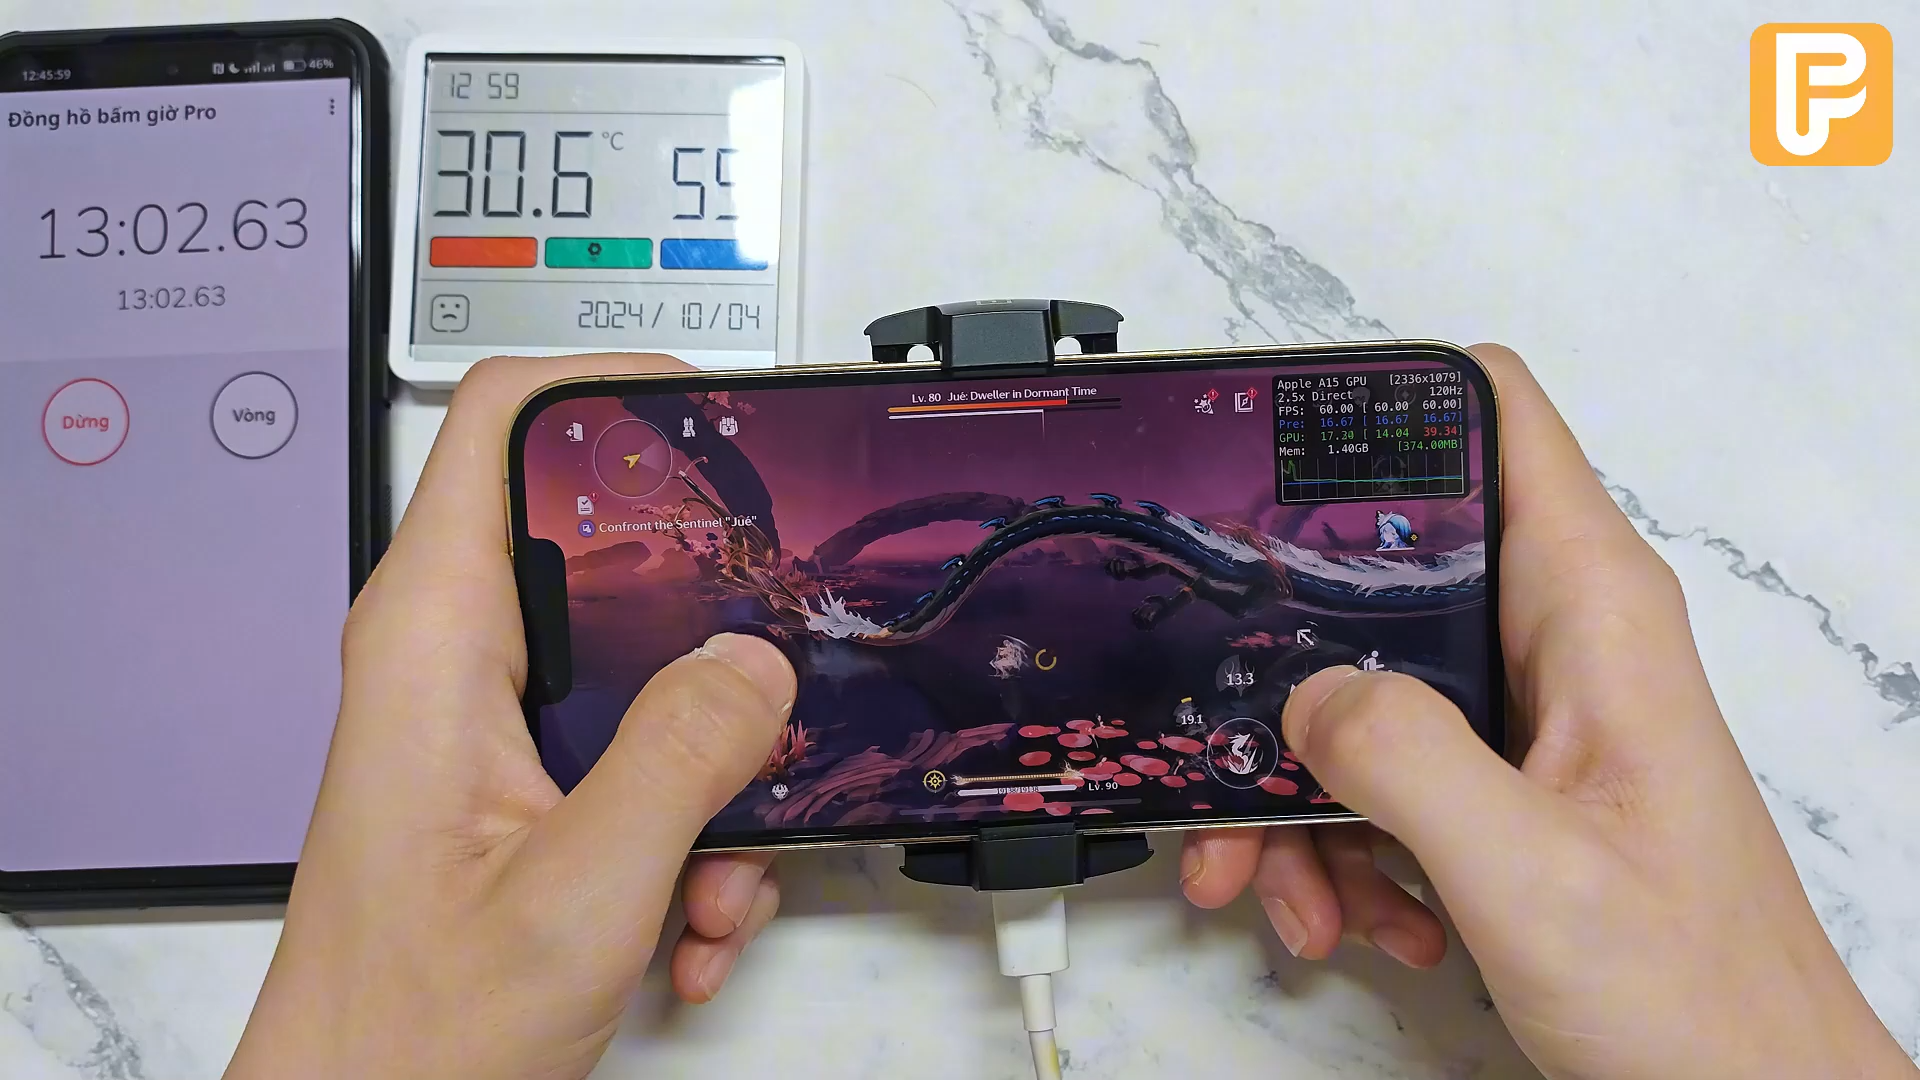 12:45:59
46%
Đồng hồ bấm giờ Pro
13:02.63
13:02.63
Dừng
Vòng
12 59
30.6 °C
2024/10/04
Lv. 80 Jué: Dweller in Dormant Time
Confront the Sentinel "Jué"
Apple A15 GPU [2336x1079]
2.5x Direct 120Hz
FPS: 60.00 [ 60.00 60.00]
Pre: 16.67 [ 16.67 16.67]
GPU: 17.20 [ 14.04 39.34]
Mem: 1.40GB [374.00MB]
13.3
19.1
19138/19138
Lv. 90